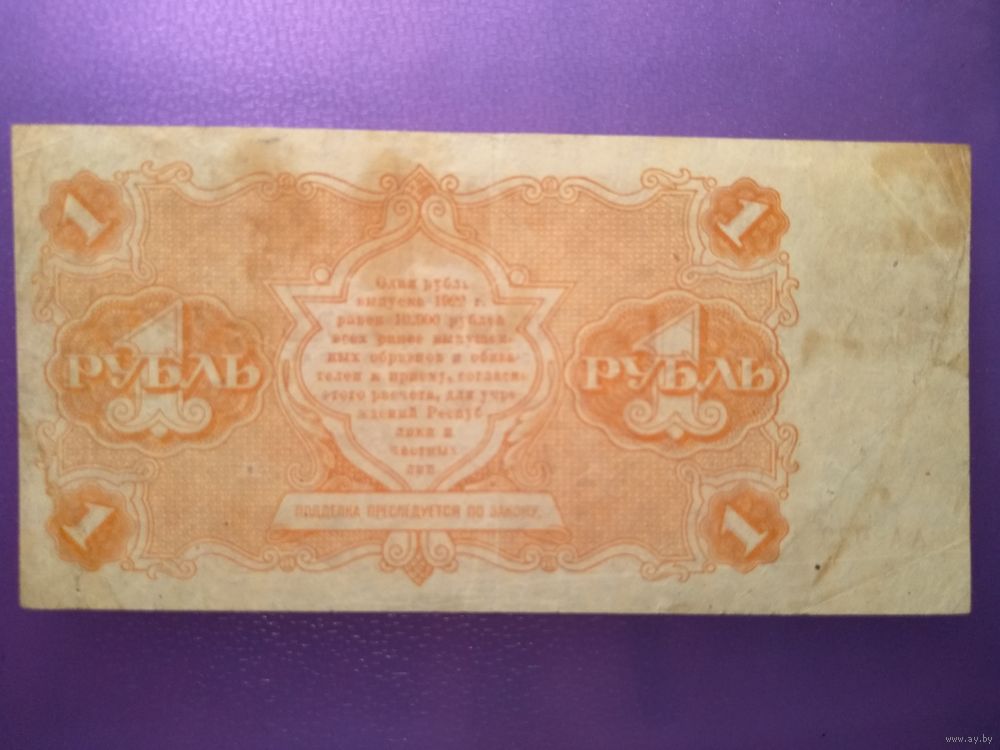 1
1
Один рубль
выпуска 1922 г.
равен 10.000 рублей
всех ранее выпущен-
ных образцов и обяза-
телен к приему, согласно
этого расчета, для учре-
ждений Респуб
лики и
частных
лиц
1 РУБЛЬ
1 РУБЛЬ
ПОДДЕЛКА ПРЕСЛЕДУЕТСЯ ПО ЗАКОНУ.
1
1
www.ay.by